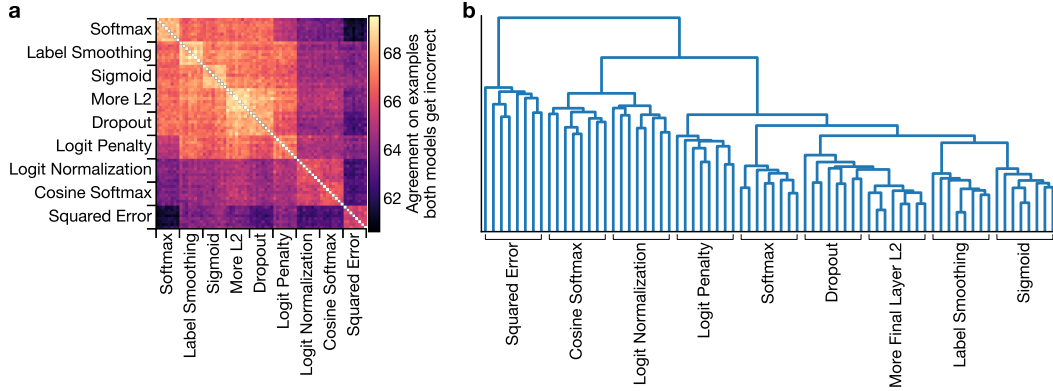 a
Softmax
Label Smoothing
Sigmoid
More L2
Dropout
Logit Penalty
Logit Normalization
Cosine Softmax
Squared Error
Softmax
Label Smoothing
Sigmoid
More L2
Dropout
Logit Penalty
Logit Normalization
Cosine Softmax
Squared Error
68
66
64
62
Agreement on examples
both models get incorrect
b
Squared Error
Cosine Softmax
Logit Normalization
Logit Penalty
Softmax
Dropout
More Final Layer L2
Label Smoothing
Sigmoid